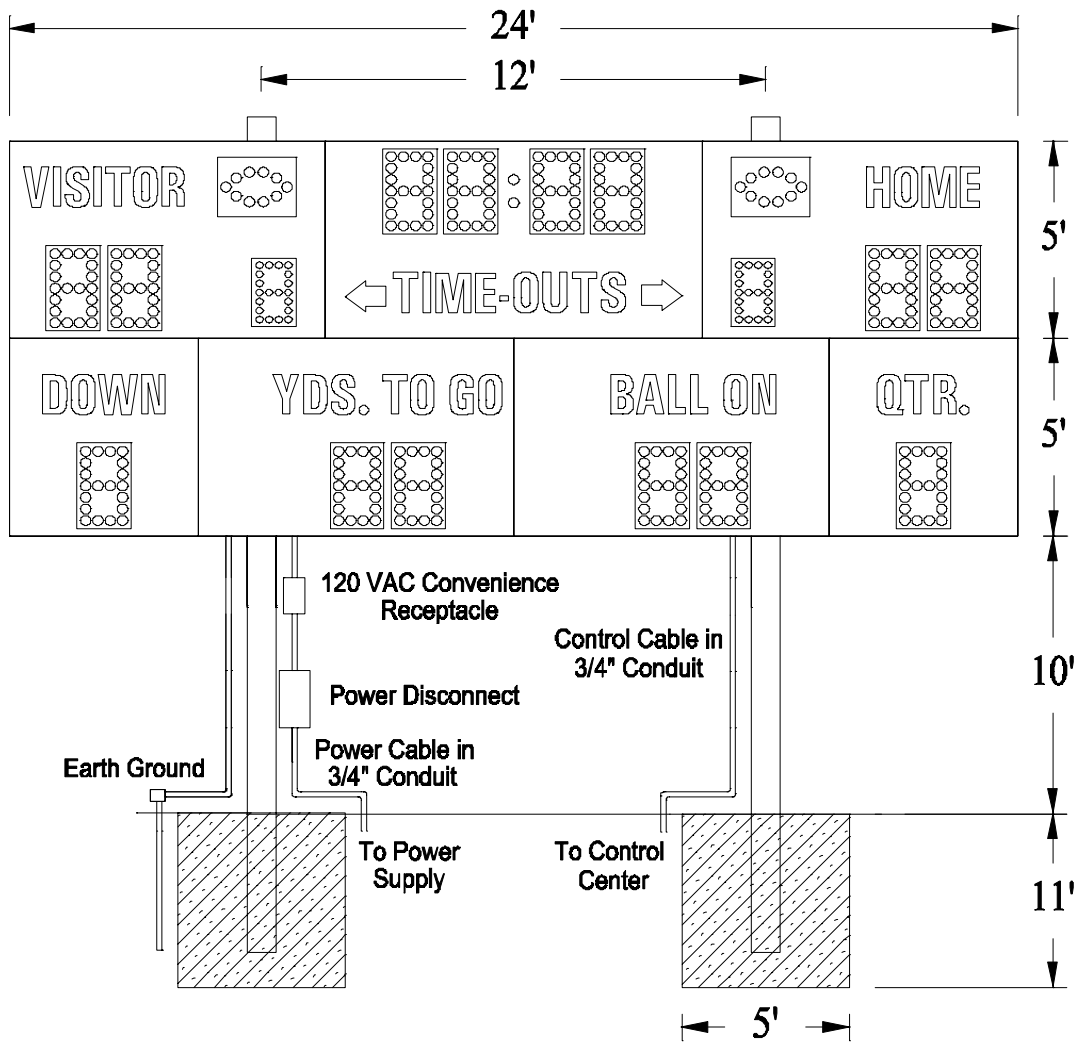 24'
12'
VISITOR
HOME
5'
TIME-OUTS
DOWN
YDS. TO GO
BALL ON
QTR.
5'
120 VAC Convenience
Receptacle
Control Cable in
3/4" Conduit
10'
Power Disconnect
Power Cable in
3/4" Conduit
Earth Ground
To Power
Supply
To Control
Center
11'
5'